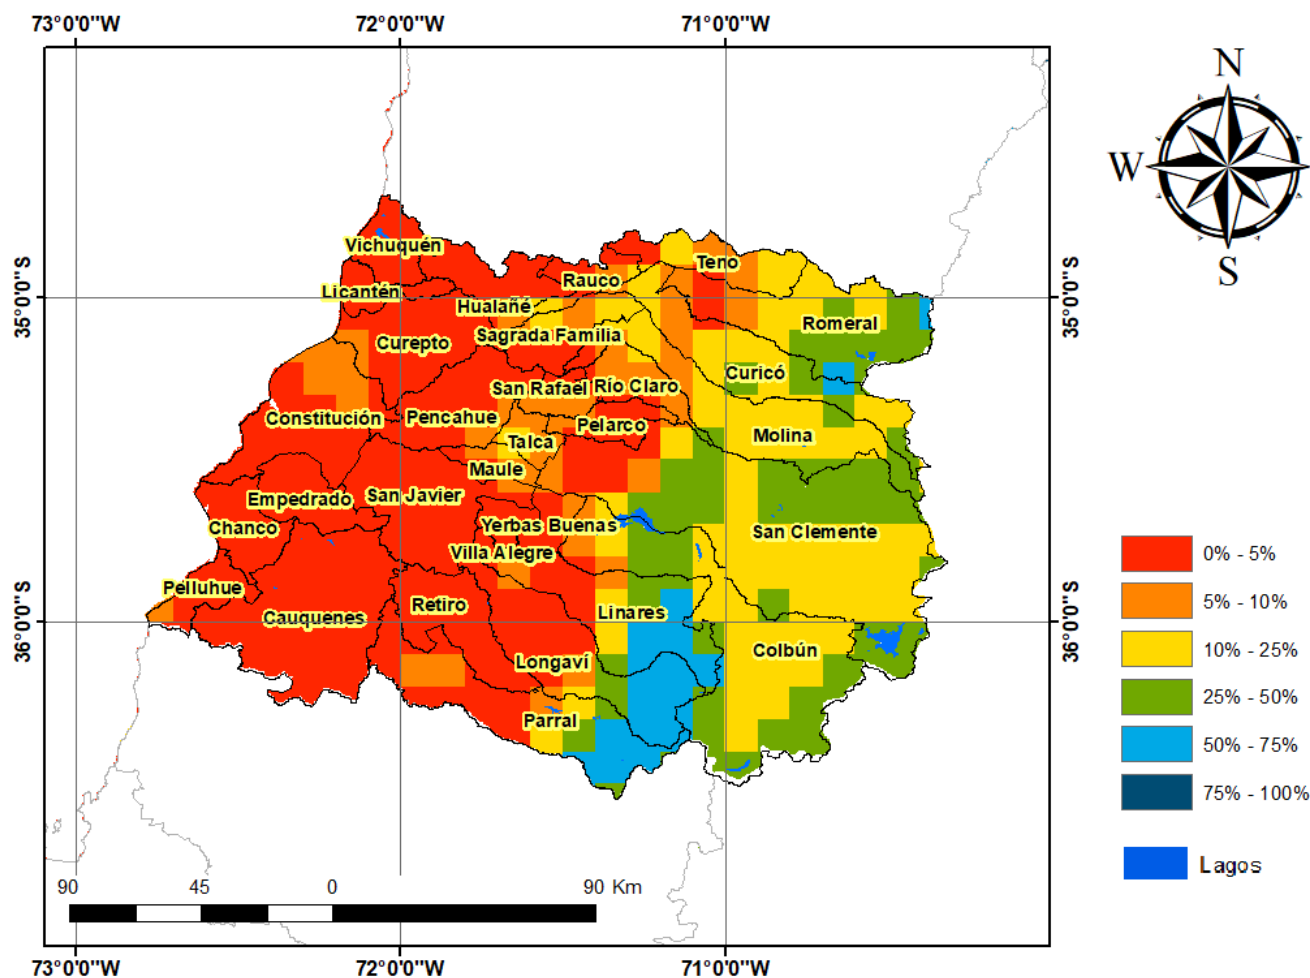 73°0'0"W 72°0'0"W 71°0'0"W
N
W
S
35°0'0"S
35°0'0"S
36°0'0"S
36°0'0"S
Vichuquén
Teno
Rauco
Licantén
Hualañé
Romeral
Sagrada Familia
Curepto
Curicó
San Rafael
Río Claro
Constitución
Pencahue
Pelarco
Molina
Talca
Maule
Empedrado
San Javier
Chanco
Yerbas Buenas
San Clemente
Villa Alegre
Pelluhue
Retiro
Linares
Cauquenes
Colbún
Longaví
Parral
0% - 5%
5% - 10%
10% - 25%
25% - 50%
50% - 75%
75% - 100%
Lagos
90 45 0 90 Km
73°0'0"W 72°0'0"W 71°0'0"W